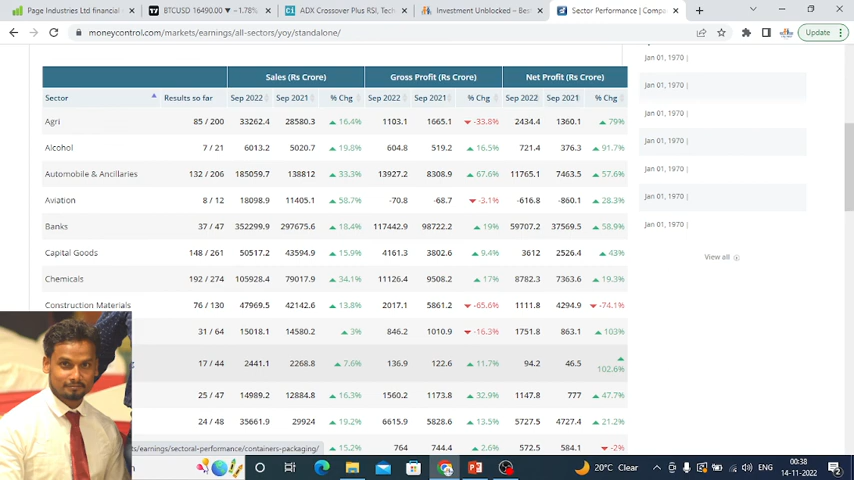 Page Industries Ltd financial
BTCUSD 16490.00 ▼ −1.78%
ADX Crossover Plus RSI, Tech
Investment Unblocked – Bes
Sector Performance | Compa
moneycontrol.com/markets/earnings/all-sectors/yoy/standalone/
Update
Sales (Rs Crore) Gross Profit (Rs Crore) Net Profit (Rs Crore)
Sector Results so far Sep 2022 Sep 2021 % Chg Sep 2022 Sep 2021 % Chg Sep 2022 Sep 2021 % Chg
Agri 85 / 200 33262.4 28580.3 16.4% 1103.1 1665.1 -33.8% 2434.4 1360.1 79%
Alcohol 7 / 21 6013.2 5020.7 19.8% 604.8 519.2 16.5% 721.4 376.3 91.7%
Automobile & Ancillaries 132 / 206 185059.7 138812 33.3% 13927.2 8308.9 67.6% 11765.1 7463.5 57.6%
Aviation 8 / 12 18098.9 11405.1 58.7% -70.8 -68.7 -3.1% -616.8 -860.1 28.3%
Banks 37 / 47 352299.9 297675.6 18.4% 117442.9 98722.2 19% 59707.2 37569.5 58.9%
Capital Goods 148 / 261 50517.2 43594.9 15.9% 4161.3 3802.6 9.4% 3612 2526.4 43%
Chemicals 192 / 274 105928.4 79017.9 34.1% 11126.4 9508.2 17% 8782.3 7363.6 19.3%
Construction Materials 76 / 130 47969.5 42142.6 13.8% 2017.1 5861.2 -65.6% 1111.8 4294.9 -74.1%
31 / 64 15018.1 14580.2 3% 846.2 1010.9 -16.3% 1751.8 863.1 103%
17 / 44 2441.1 2268.8 7.6% 136.9 122.6 11.7% 94.2 46.5 102.6%
25 / 47 14989.2 12884.8 16.3% 1560.2 1173.8 32.9% 1147.8 777 47.7%
24 / 48 35661.9 29924 19.2% 6615.9 5828.6 13.5% 5727.5 4727.4 21.2%
15.2% 764 744.4 2.6% 572.5 584.1 -2%
ts/earnings/sectoral-performance/containers-packaging/
Jan 01, 1970 |
Jan 01, 1970 |
Jan 01, 1970 |
Jan 01, 1970 |
Jan 01, 1970 |
Jan 01, 1970 |
Jan 01, 1970 |
View all
20°C Clear
ENG
00:38
14-11-2022
2